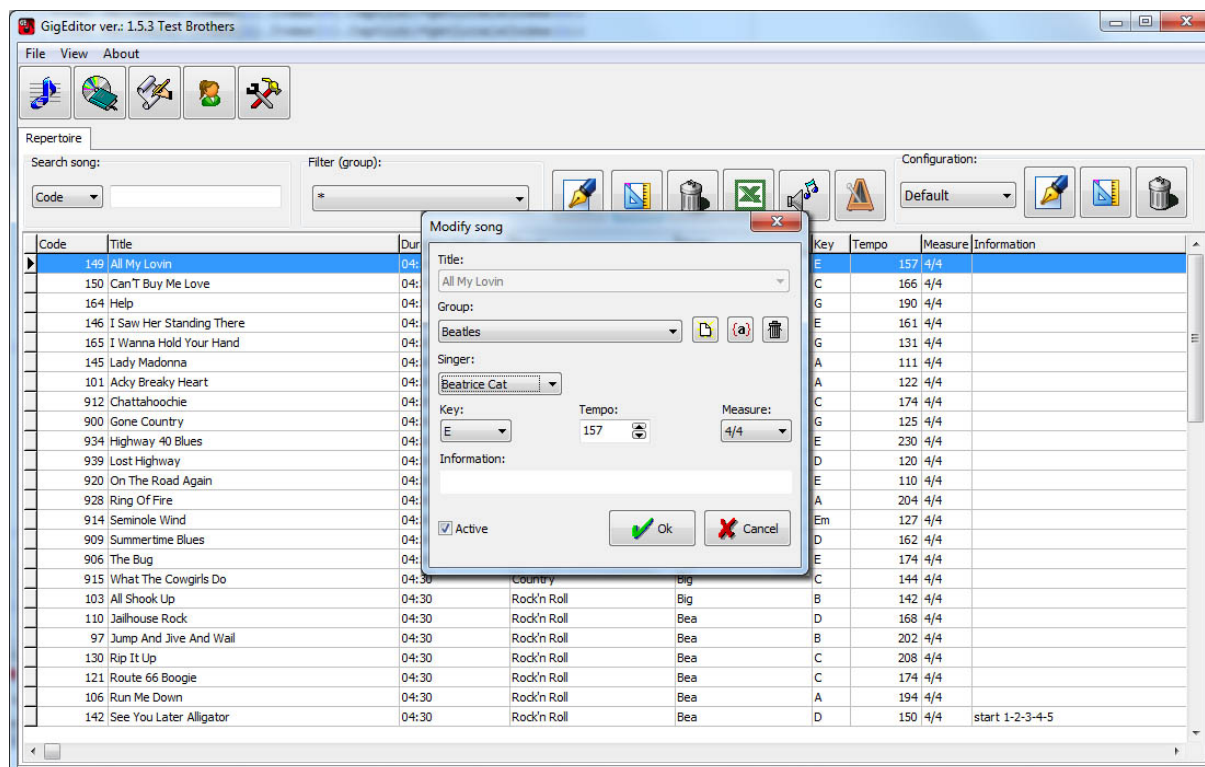 GigEditor ver.: 1.5.3 Test Brothers
File View About
Repertoire
Search song: Filter (group): Configuration:
Code * Default
Modify song
Title:
All My Lovin
Group:
Beatles {a}
Singer:
Beatrice Cat
Key: Tempo: Measure:
E 157 4/4
Information:
Active Ok Cancel
Code Title Dur Key Tempo Measure Information
149 All My Lovin 04: E 157 4/4
150 Can'T Buy Me Love 04: C 166 4/4
164 Help 04: G 190 4/4
146 I Saw Her Standing There 04: E 161 4/4
165 I Wanna Hold Your Hand 04: G 131 4/4
145 Lady Madonna 04: A 111 4/4
101 Acky Breaky Heart 04: A 122 4/4
912 Chattahoochie 04: C 174 4/4
900 Gone Country 04: G 125 4/4
934 Highway 40 Blues 04: E 230 4/4
939 Lost Highway 04: D 120 4/4
920 On The Road Again 04: E 110 4/4
928 Ring Of Fire 04: A 204 4/4
914 Seminole Wind 04: Em 127 4/4
909 Summertime Blues 04: D 162 4/4
906 The Bug 04: E 174 4/4
915 What The Cowgirls Do 04:30 Country Big C 144 4/4
103 All Shook Up 04:30 Rock'n Roll Big B 142 4/4
110 Jailhouse Rock 04:30 Rock'n Roll Bea D 168 4/4
97 Jump And Jive And Wail 04:30 Rock'n Roll Bea B 202 4/4
130 Rip It Up 04:30 Rock'n Roll Bea C 208 4/4
121 Route 66 Boogie 04:30 Rock'n Roll Bea C 174 4/4
106 Run Me Down 04:30 Rock'n Roll Bea A 194 4/4
142 See You Later Alligator 04:30 Rock'n Roll Bea D 150 4/4 start 1-2-3-4-5